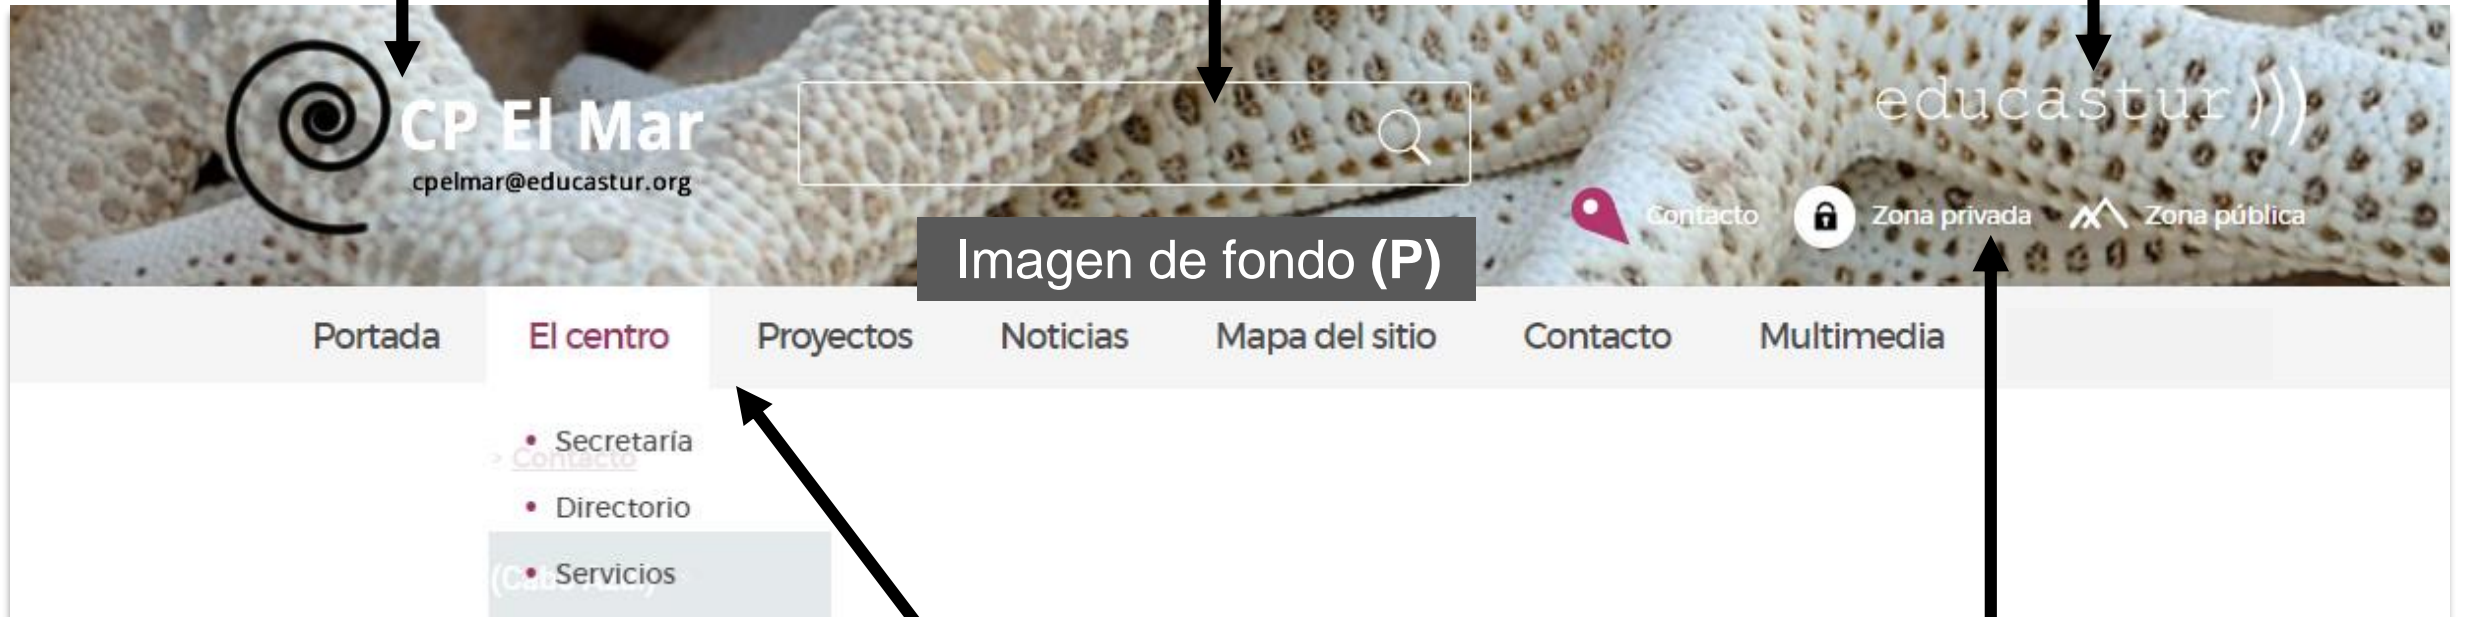 CP El Mar
cpelmar@educastur.org
educastur )))
Contacto
Zona privada
Zona pública
Imagen de fondo (P)
Portada
El centro
Proyectos
Noticias
Mapa del sitio
Contacto
Multimedia
• Secretaría
> Contacto
• Directorio
• Servicios